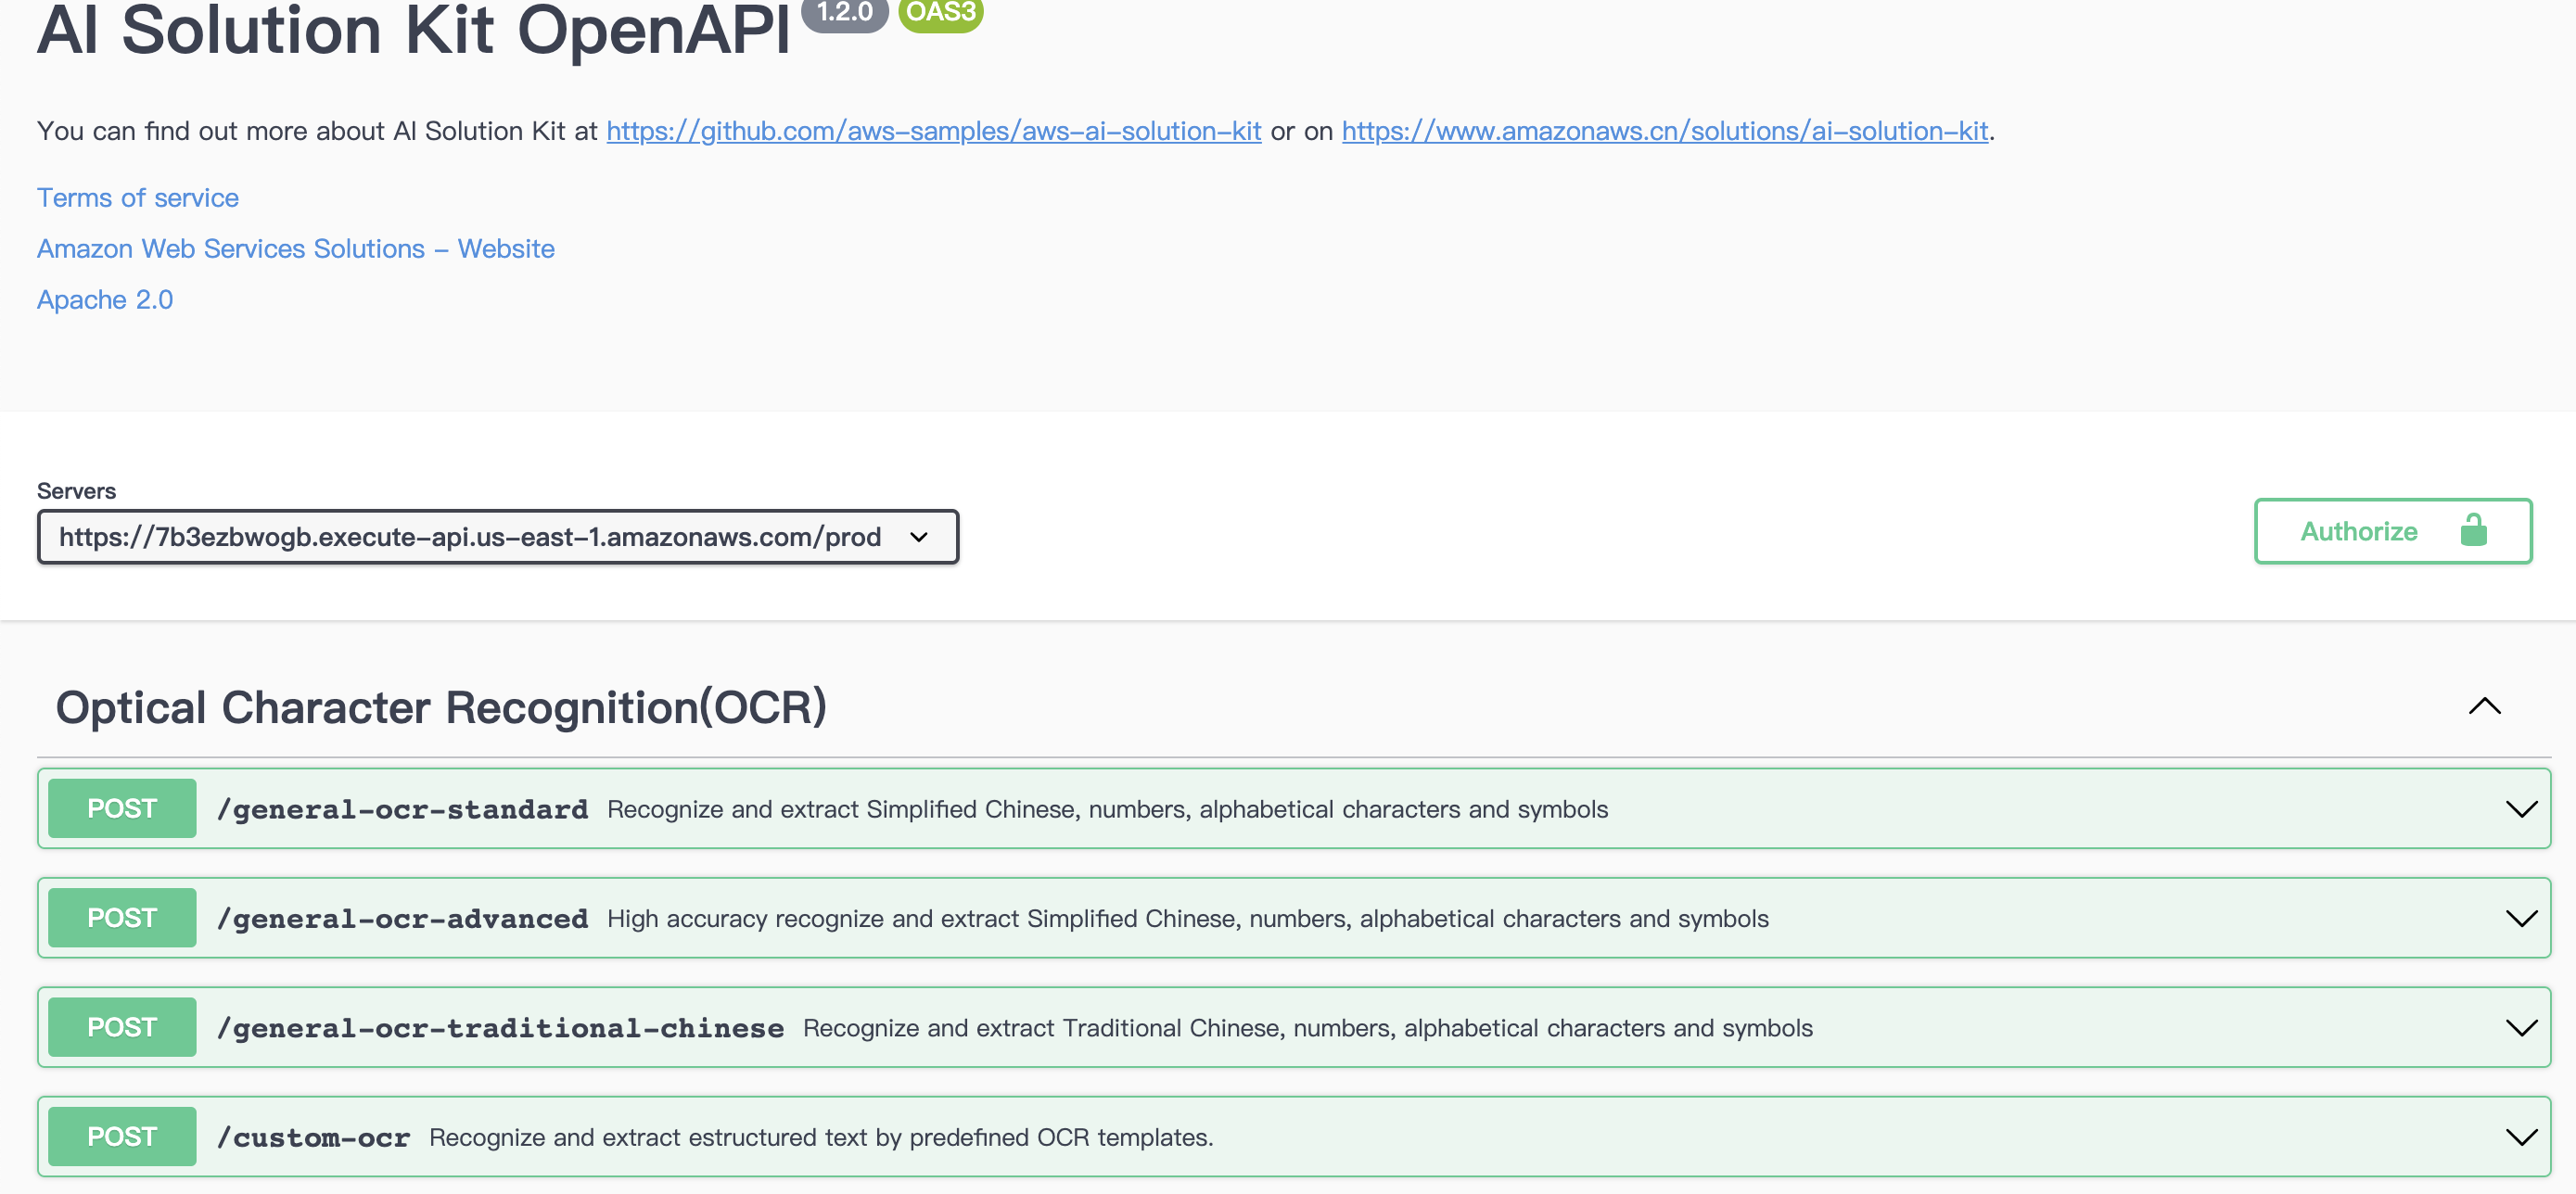 AI Solution Kit OpenAPI 1.2.0 OAS3
You can find out more about AI Solution Kit at https://github.com/aws-samples/aws-ai-solution-kit or on https://www.amazonaws.cn/solutions/ai-solution-kit.
Terms of service
Amazon Web Services Solutions - Website
Apache 2.0
Servers
https://7b3ezbwogb.execute-api.us-east-1.amazonaws.com/prod
Authorize
Optical Character Recognition(OCR)
POST /general-ocr-standard Recognize and extract Simplified Chinese, numbers, alphabetical characters and symbols
POST /general-ocr-advanced High accuracy recognize and extract Simplified Chinese, numbers, alphabetical characters and symbols
POST /general-ocr-traditional-chinese Recognize and extract Traditional Chinese, numbers, alphabetical characters and symbols
POST /custom-ocr Recognize and extract estructured text by predefined OCR templates.